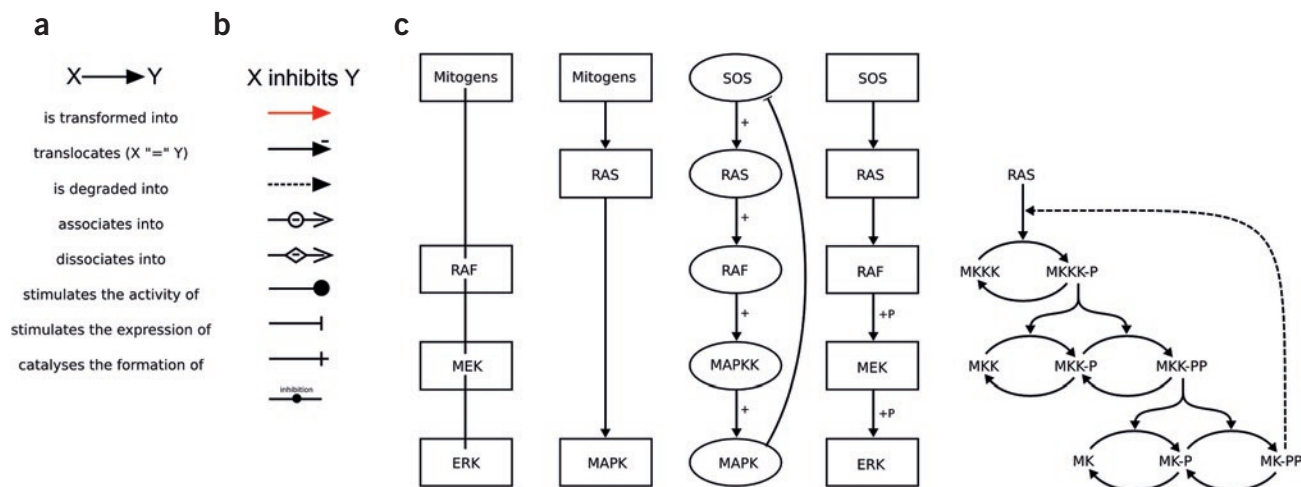 a
X → Y
is transformed into
translocates (X "=" Y)
is degraded into
associates into
dissociates into
stimulates the activity of
stimulates the expression of
catalyses the formation of
b
X inhibits Y
-
inhibition
c
Mitogens
RAF
MEK
ERK
Mitogens
RAS
MAPK
SOS
+
RAS
+
RAF
+
MAPKK
+
MAPK
SOS
RAS
RAF
+P
MEK
+P
ERK
RAS
MKKK MKKK-P
MKK MKK-P MKK-PP
MK MK-P MK-PP